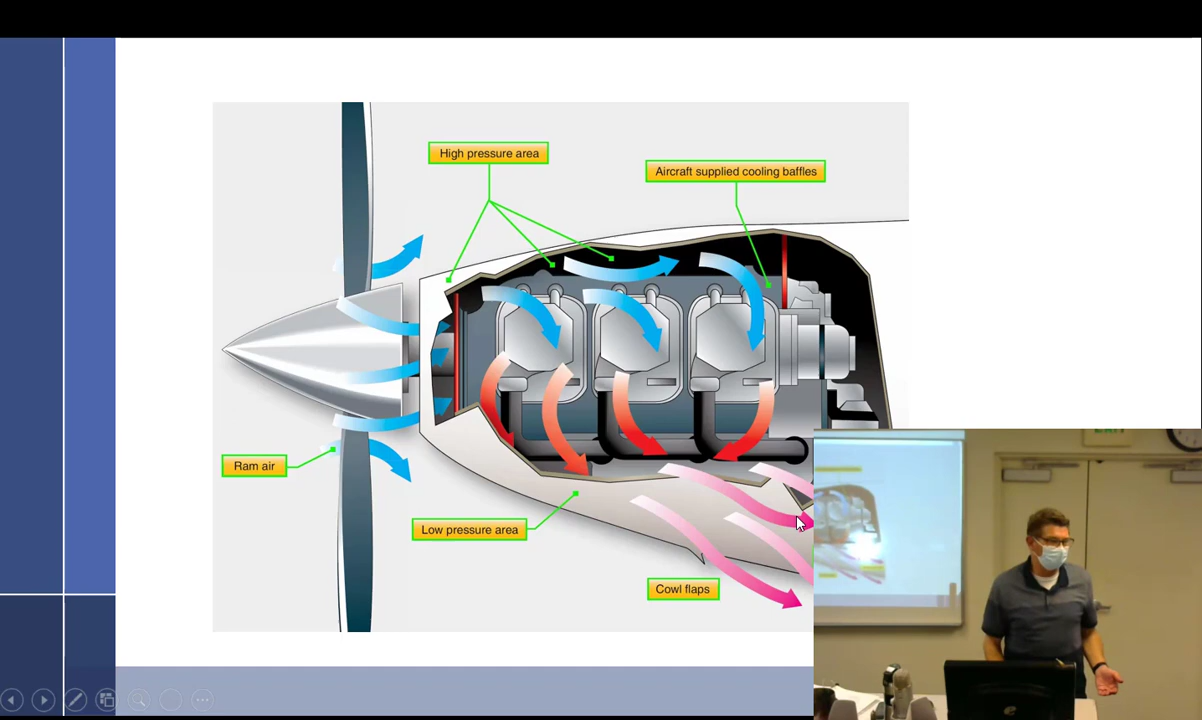 High pressure area
Aircraft supplied cooling baffles
Ram air
Low pressure area
Cowl flaps